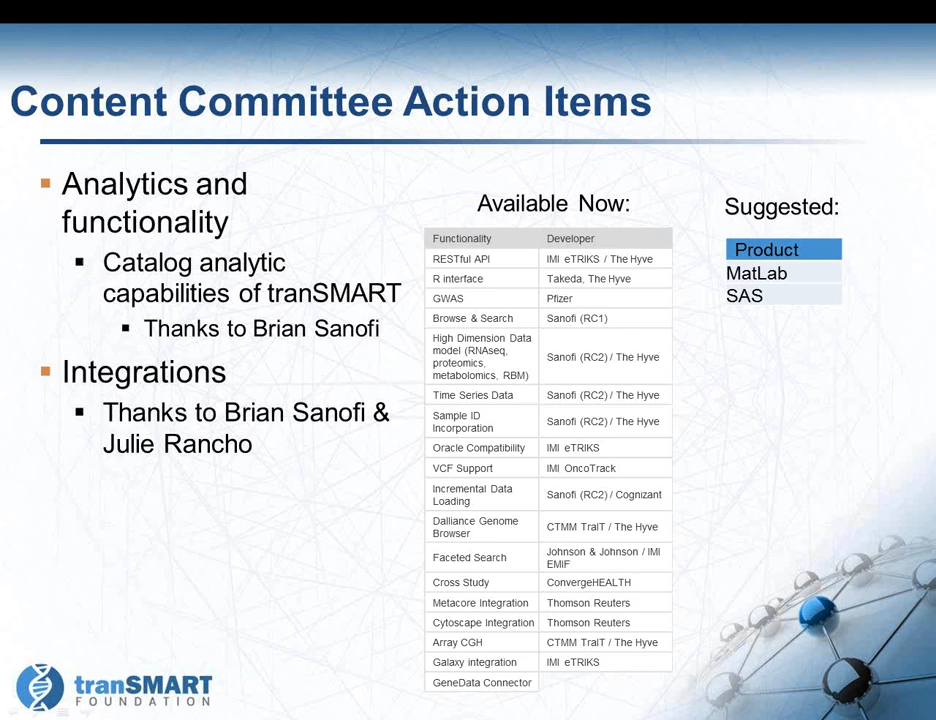 Content Committee Action Items
Analytics and
functionality
Catalog analytic
capabilities of tranSMART
Thanks to Brian Sanofi
Integrations
Thanks to Brian Sanofi &
Julie Rancho
Available Now:
Functionality Developer
RESTful API IMI eTRIKS / The Hyve
R interface Takeda, The Hyve
GWAS Pfizer
Browse & Search Sanofi (RC1)
High Dimension Data
model (RNAseq,
proteomics,
metabolomics, RBM)
Sanofi (RC2) / The Hyve
Time Series Data Sanofi (RC2) / The Hyve
Sample ID
Incorporation
Sanofi (RC2) / The Hyve
Oracle Compatibility IMI eTRIKS
VCF Support IMI OncoTrack
Incremental Data
Loading
Sanofi (RC2) / Cognizant
Dalliance Genome
Browser
CTMM TraIT / The Hyve
Faceted Search
Johnson & Johnson / IMI
EMIF
Cross Study ConvergeHEALTH
Metacore Integration Thomson Reuters
Cytoscape Integration Thomson Reuters
Array CGH CTMM TraIT / The Hyve
Galaxy integration IMI eTRIKS
GeneData Connector
Suggested:
Product
MatLab
SAS
tranSMART
FOUNDATION